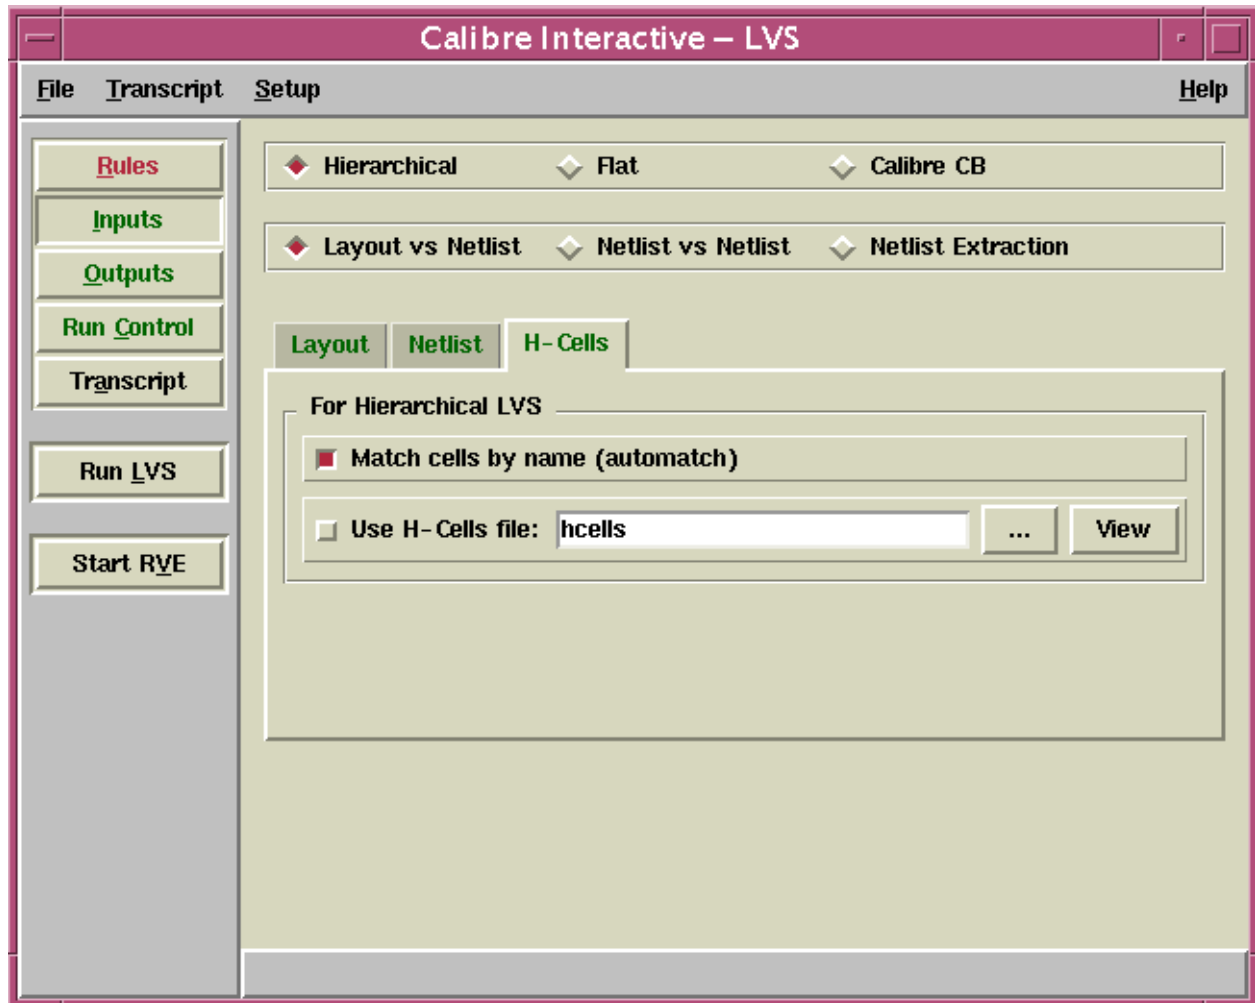 Calibre Interactive – LVS
File Transcript Setup Help
Rules
Inputs
Outputs
Run Control
Transcript
Run LVS
Start RVE
Hierarchical Flat Calibre CB
Layout vs Netlist Netlist vs Netlist Netlist Extraction
Layout Netlist H-Cells
For Hierarchical LVS
Match cells by name (automatch)
Use H-Cells file: hcells ... View